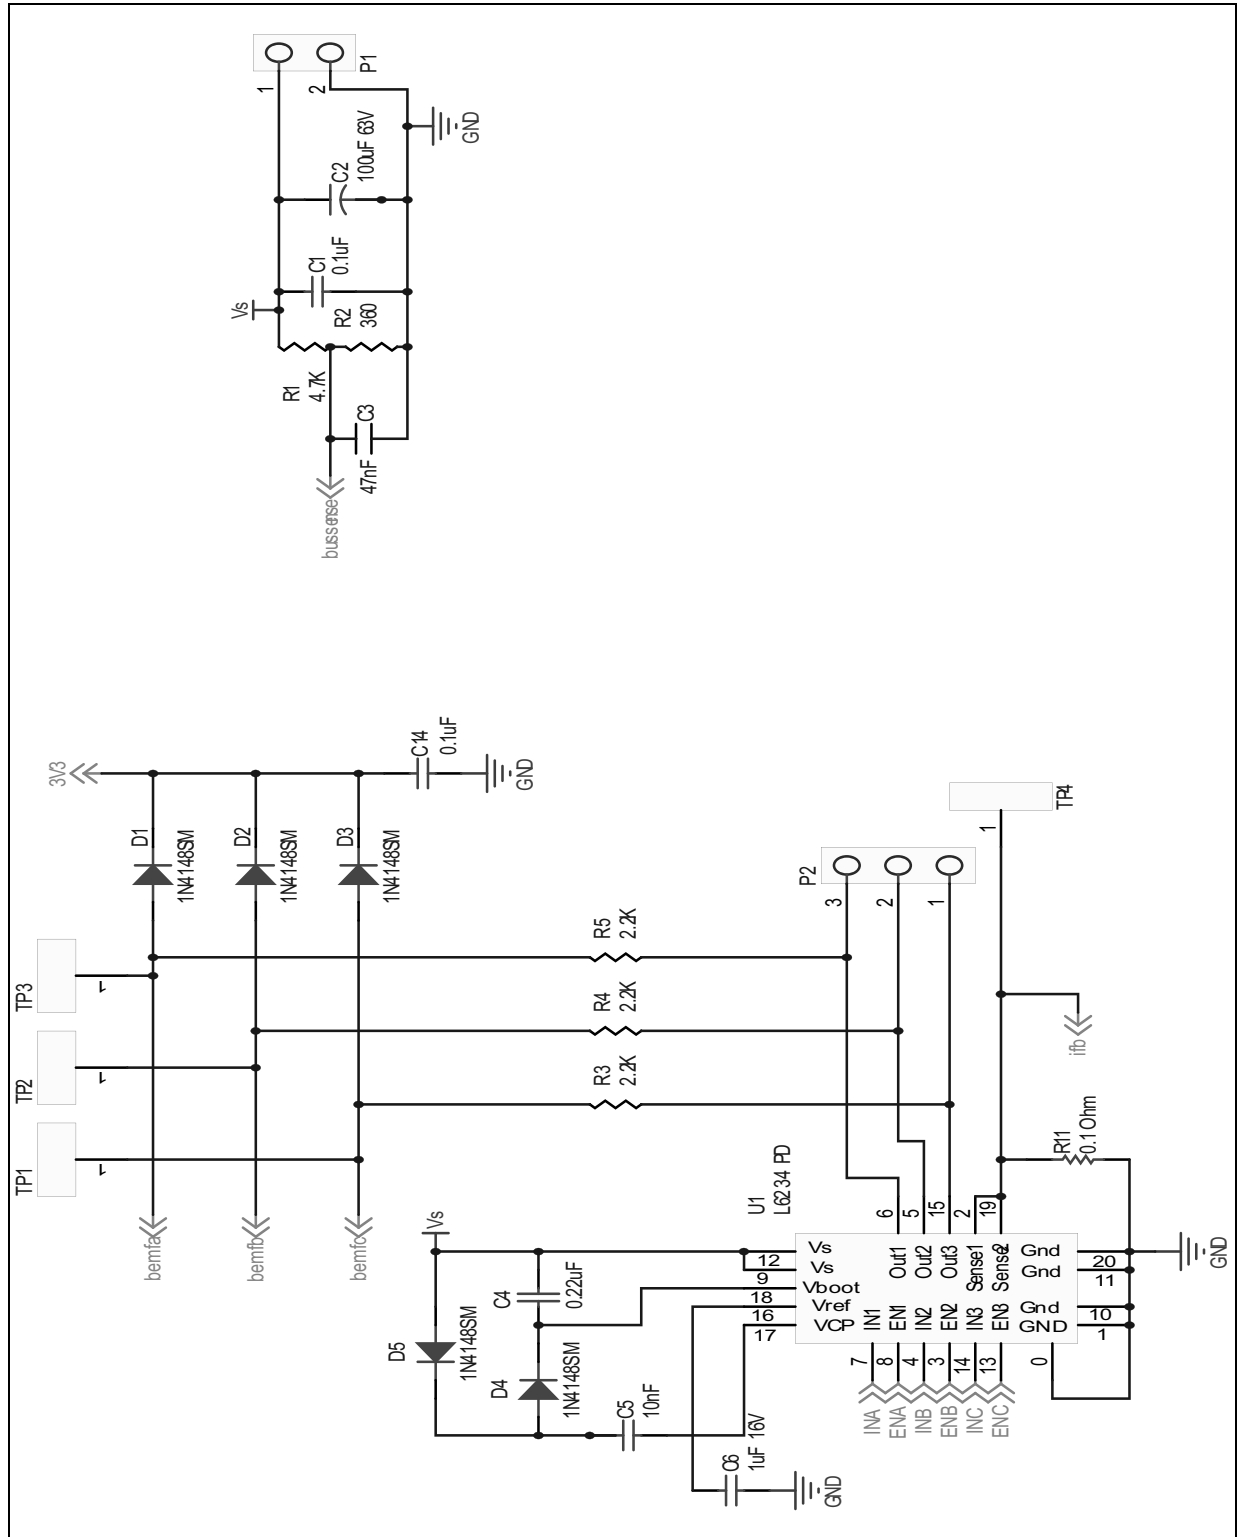 P1
1
2
GND
C2
100uF 63V
C1
0.1uF
Vs
R2
360
R1
4.7K
C3
47nF
bussense
3V3
C14
0.1uF
GND
D1
1N4148SM
D2
1N4148SM
D3
1N4148SM
TP3
1
TP2
1
TP1
1
R5
2.2K
R4
2.2K
R3
2.2K
P2
3
2
1
TP4
1
ifb
R11
0.1 Ohm
bemfa
bemfb
bemfc
Vs
U1
L6234 PD
6
5
15
2
19
Out1
Out2
Out3
Sense1
Sense2
Vs
12
Vs
9
Vboot
18
Vref
16
VCP
17
IN1
EN1
IN2
EN2
IN3
EN3
Gnd
20
Gnd
11
Gnd
10
GND
1
0
GND
7
8
4
3
14
13
INA
ENA
INB
ENB
INC
ENC
C4
0.22uF
D5
1N4148SM
D4
1N4148SM
C5
10nF
C6
1uF 16V
GND